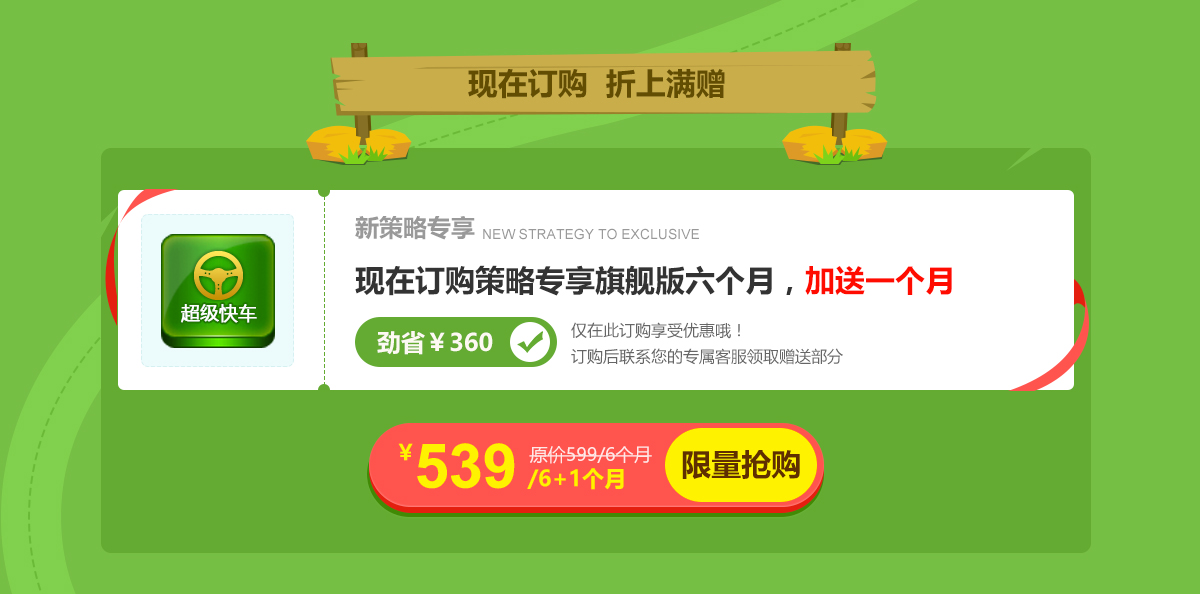 现在订购 折上满赠
新策略专享 NEW STRATEGY TO EXCLUSIVE
现在订购策略专享旗舰版六个月，加送一个月
超级快车
劲省¥360
仅在此订购享受优惠哦！
订购后联系您的专属客服领取赠送部分
¥539
原价599/6个月
/6+1个月
限量抢购